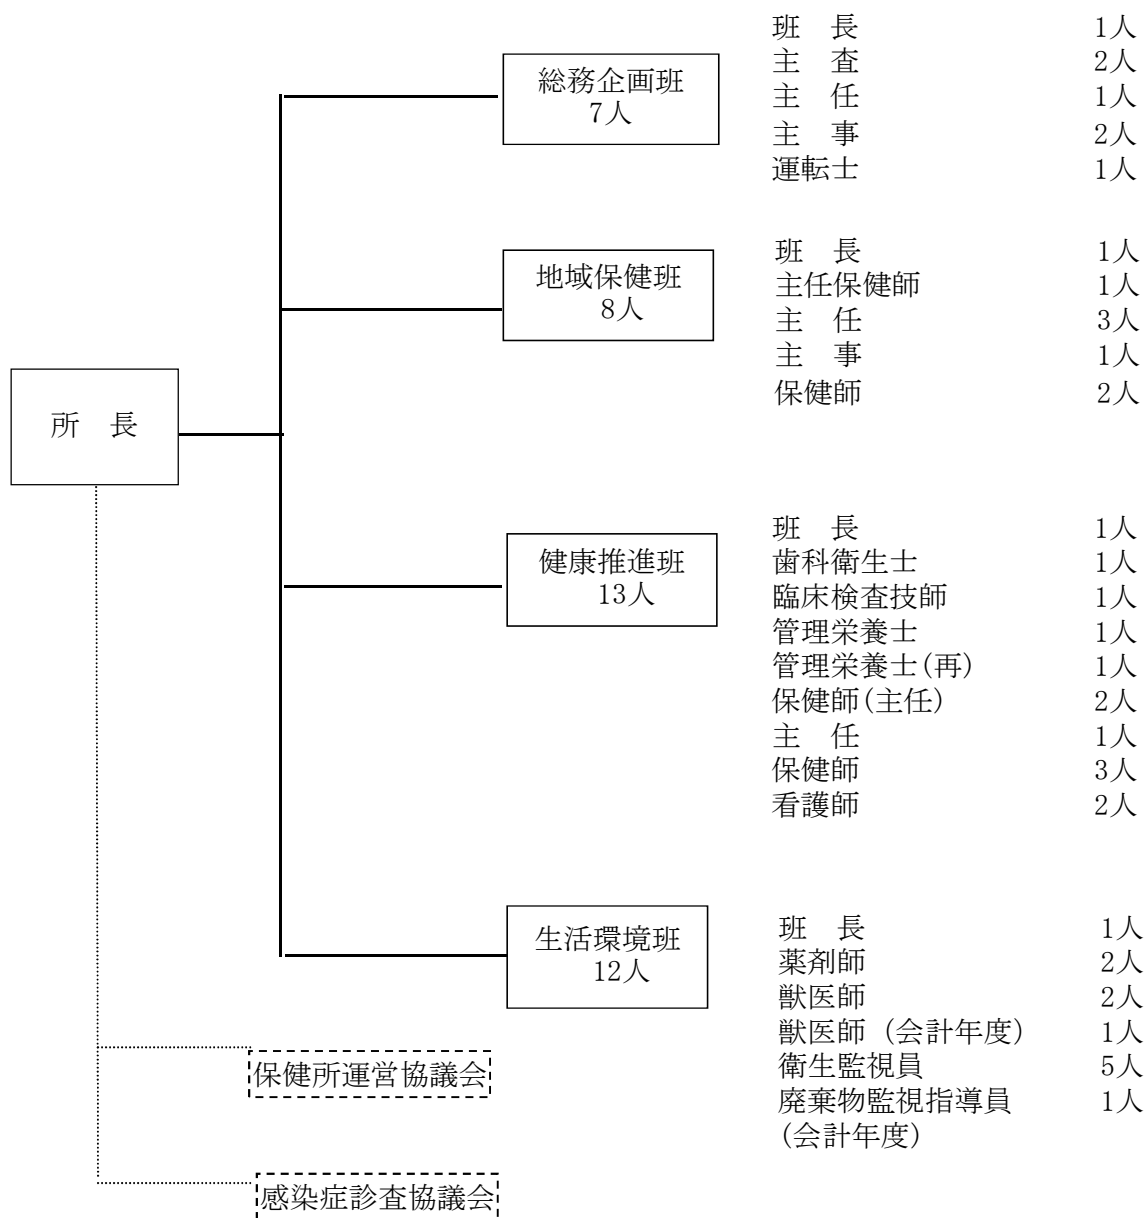 所　長
総務企画班
7人
班　長 1人
主　査 2人
主　任 1人
主　事 2人
運転士 1人
地域保健班
8人
班　長 1人
主任保健師 1人
主　任 3人
主　事 1人
保健師 2人
健康推進班
13人
班　長 1人
歯科衛生士 1人
臨床検査技師 1人
管理栄養士 1人
管理栄養士(再) 1人
保健師(主任) 2人
主　任 1人
保健師 3人
看護師 2人
生活環境班
12人
班　長 1人
薬剤師 2人
獣医師 2人
獣医師 (会計年度) 1人
衛生監視員 5人
廃棄物監視指導員 1人
(会計年度)
保健所運営協議会
感染症診査協議会